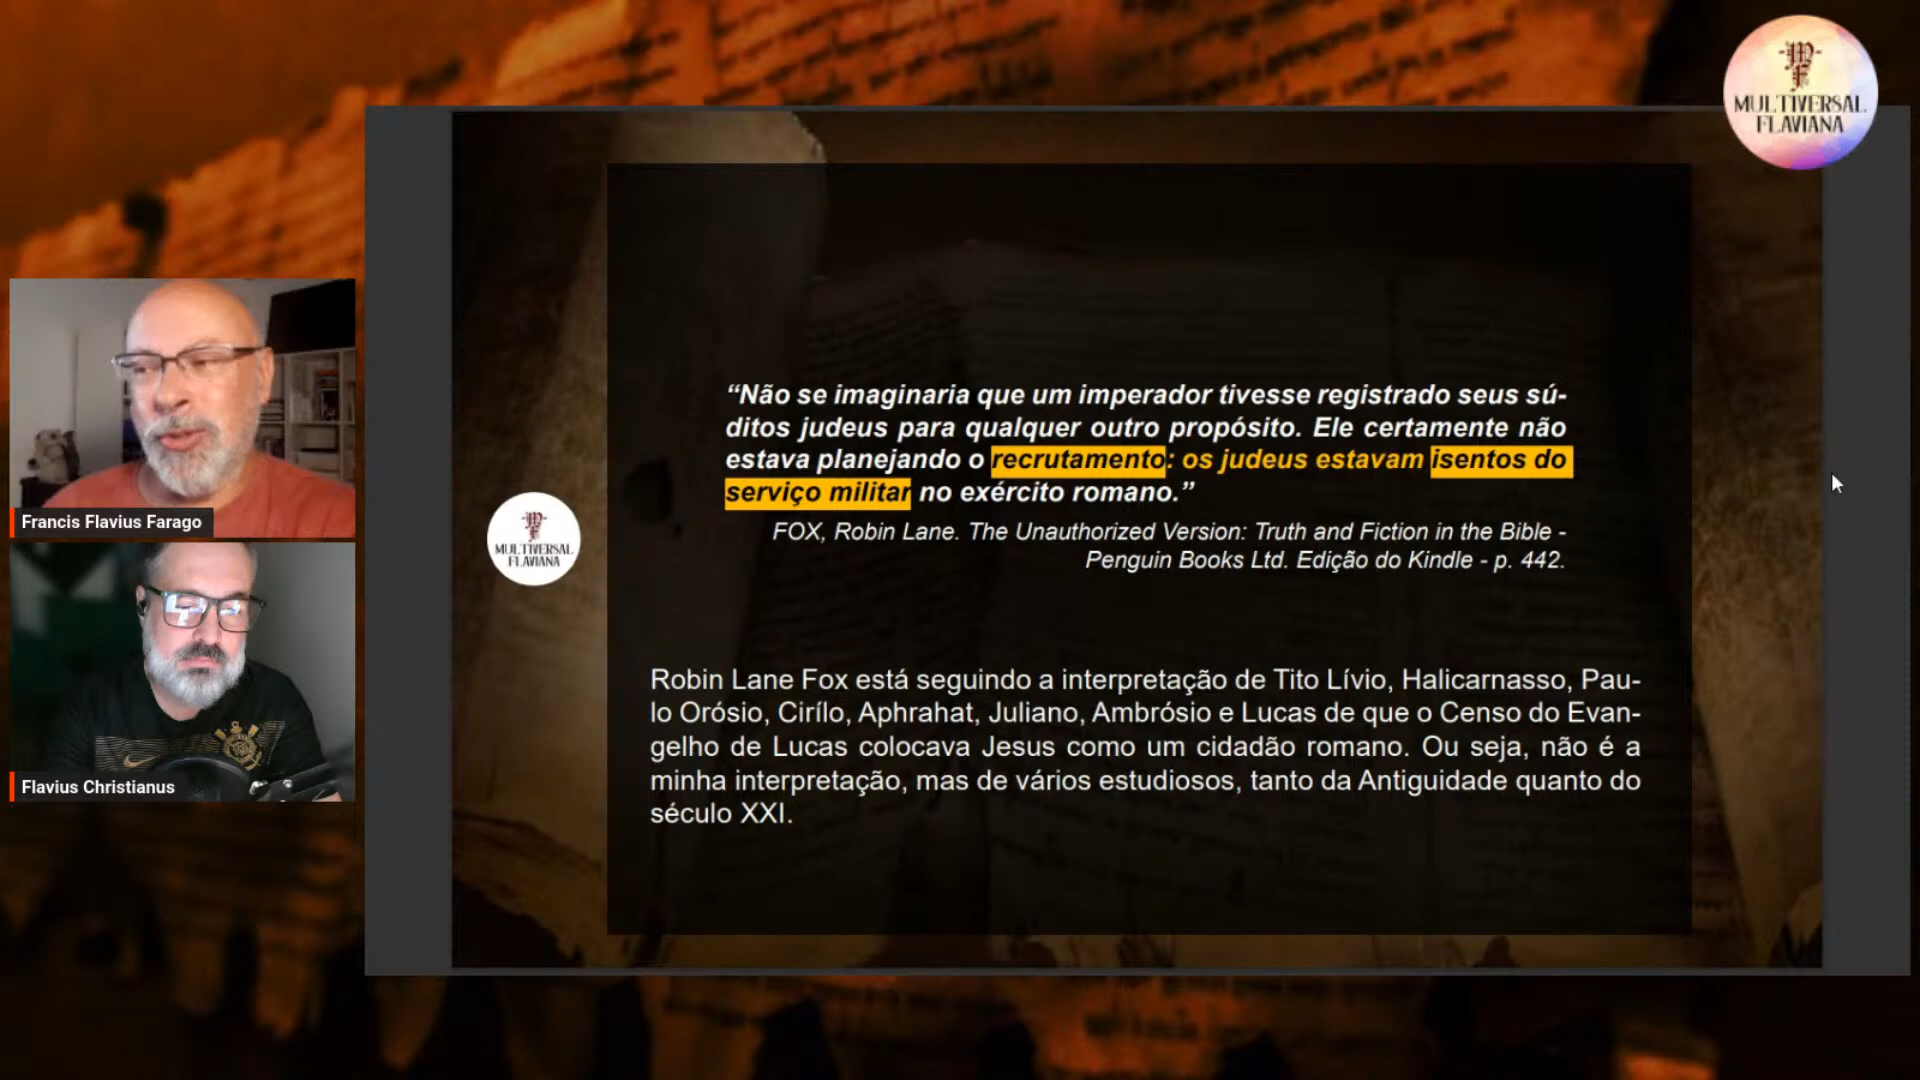 MULTIVERSAL
FLAVIANA
“Não se imaginaria que um imperador tivesse registrado seus sú-
ditos judeus para qualquer outro propósito. Ele certamente não
estava planejando o recrutamento: os judeus estavam isentos do
serviço militar no exército romano.”
FOX, Robin Lane. The Unauthorized Version: Truth and Fiction in the Bible -
Penguin Books Ltd. Edição do Kindle - p. 442.
MULTIVERSAL
FLAVIANA
Robin Lane Fox está seguindo a interpretação de Tito Lívio, Halicarnasso, Pau-
lo Orósio, Cirílo, Aphrahat, Juliano, Ambrósio e Lucas de que o Censo do Evan-
gelho de Lucas colocava Jesus como um cidadão romano. Ou seja, não é a
minha interpretação, mas de vários estudiosos, tanto da Antiguidade quanto do
século XXI.
Francis Flavius Farago
Flavius Christianus